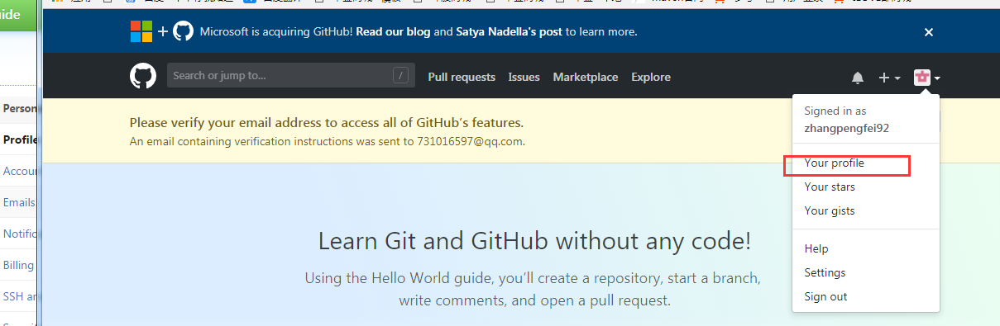 uide
Microsoft is acquiring GitHub! Read our blog and Satya Nadella's post to learn more.
Search or jump to... /
Pull requests Issues Marketplace Explore
Please verify your email address to access all of GitHub's features.
An email containing verification instructions was sent to 731016597@qq.com.
Signed in as
zhangpengfei92
Your profile
Your stars
Your gists
Help
Settings
Sign out
Learn Git and GitHub without any code!
Using the Hello World guide, you'll create a repository, start a branch,
write comments, and open a pull request.
Person
Profile
Accou
Emails
Notific
Billing
SSH an